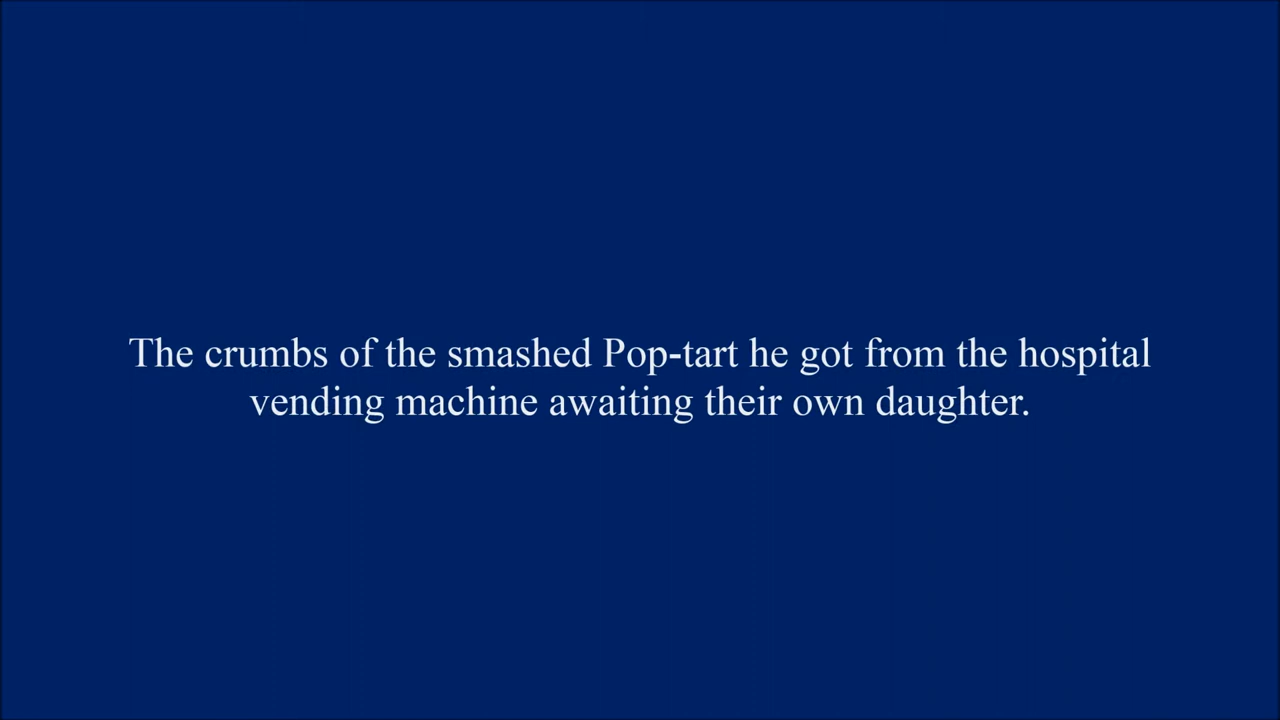 The crumbs of the smashed Pop-tart he got from the hospital
vending machine awaiting their own daughter.